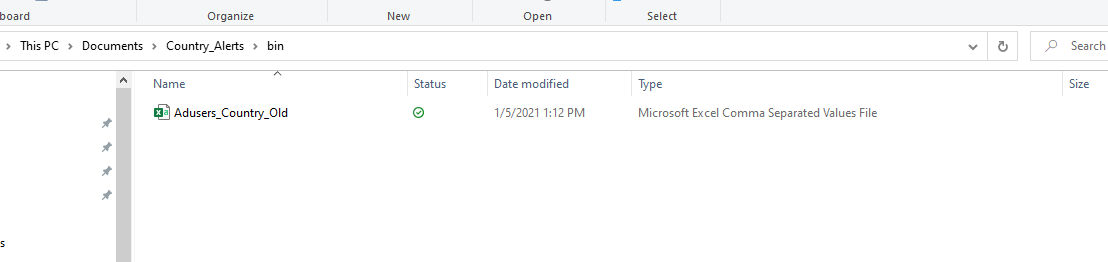 board Organize New Open Select
This PC Documents Country_Alerts bin Search
Name Status Date modified Type Size
Adusers_Country_Old 1/5/2021 1:12 PM Microsoft Excel Comma Separated Values File
s